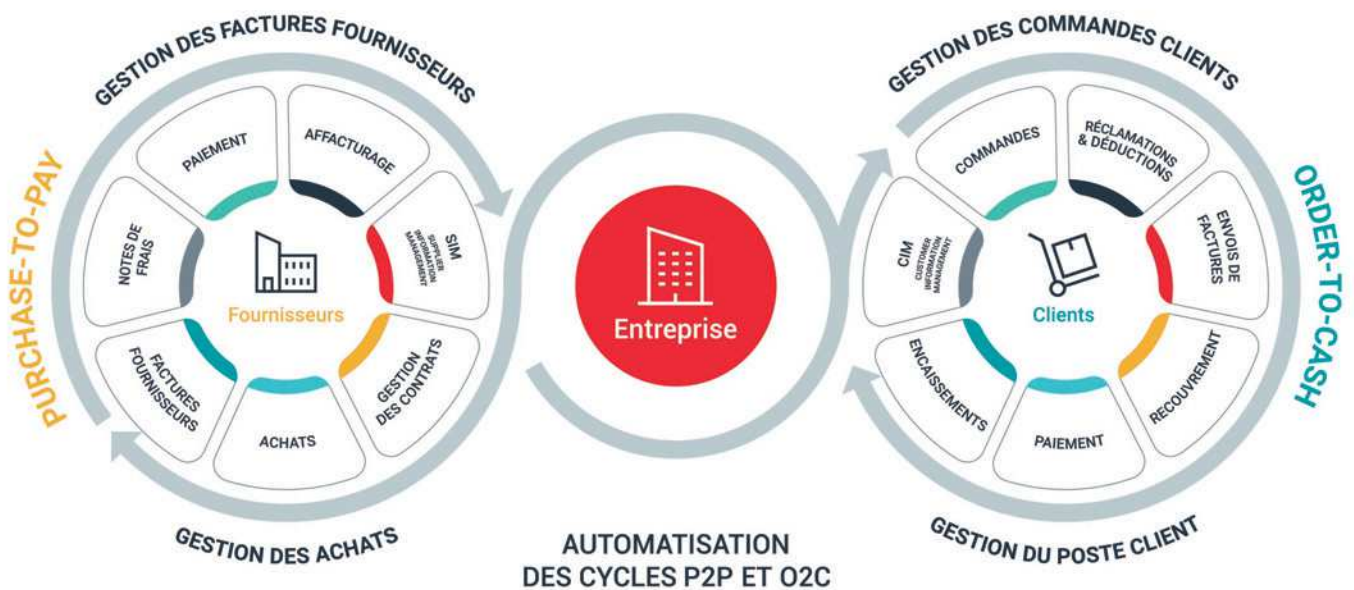 GESTION DES FACTURES FOURNISSEURS
PURCHASE-TO-PAY
PAIEMENT
AFFACTURAGE
NOTES DE
FRAIS
SIM
SUPPLIER
INFORMATION
MANAGEMENT
Fournisseurs
FACTURES
FOURNISSEURS
ACHATS
GESTION
DES CONTRATS
GESTION DES ACHATS
Entreprise
AUTOMATISATION
DES CYCLES P2P ET O2C
GESTION DES COMMANDES CLIENTS
ORDER-TO-CASH
COMMANDES
RÉCLAMATIONS
& DÉDUCTIONS
CIM
CUSTOMER
INFORMATION
MANAGEMENT
ENVOIS DE
FACTURES
Clients
ENCAISSEMENTS
PAIEMENT
RECOUVREMENT
GESTION DU POSTE CLIENT